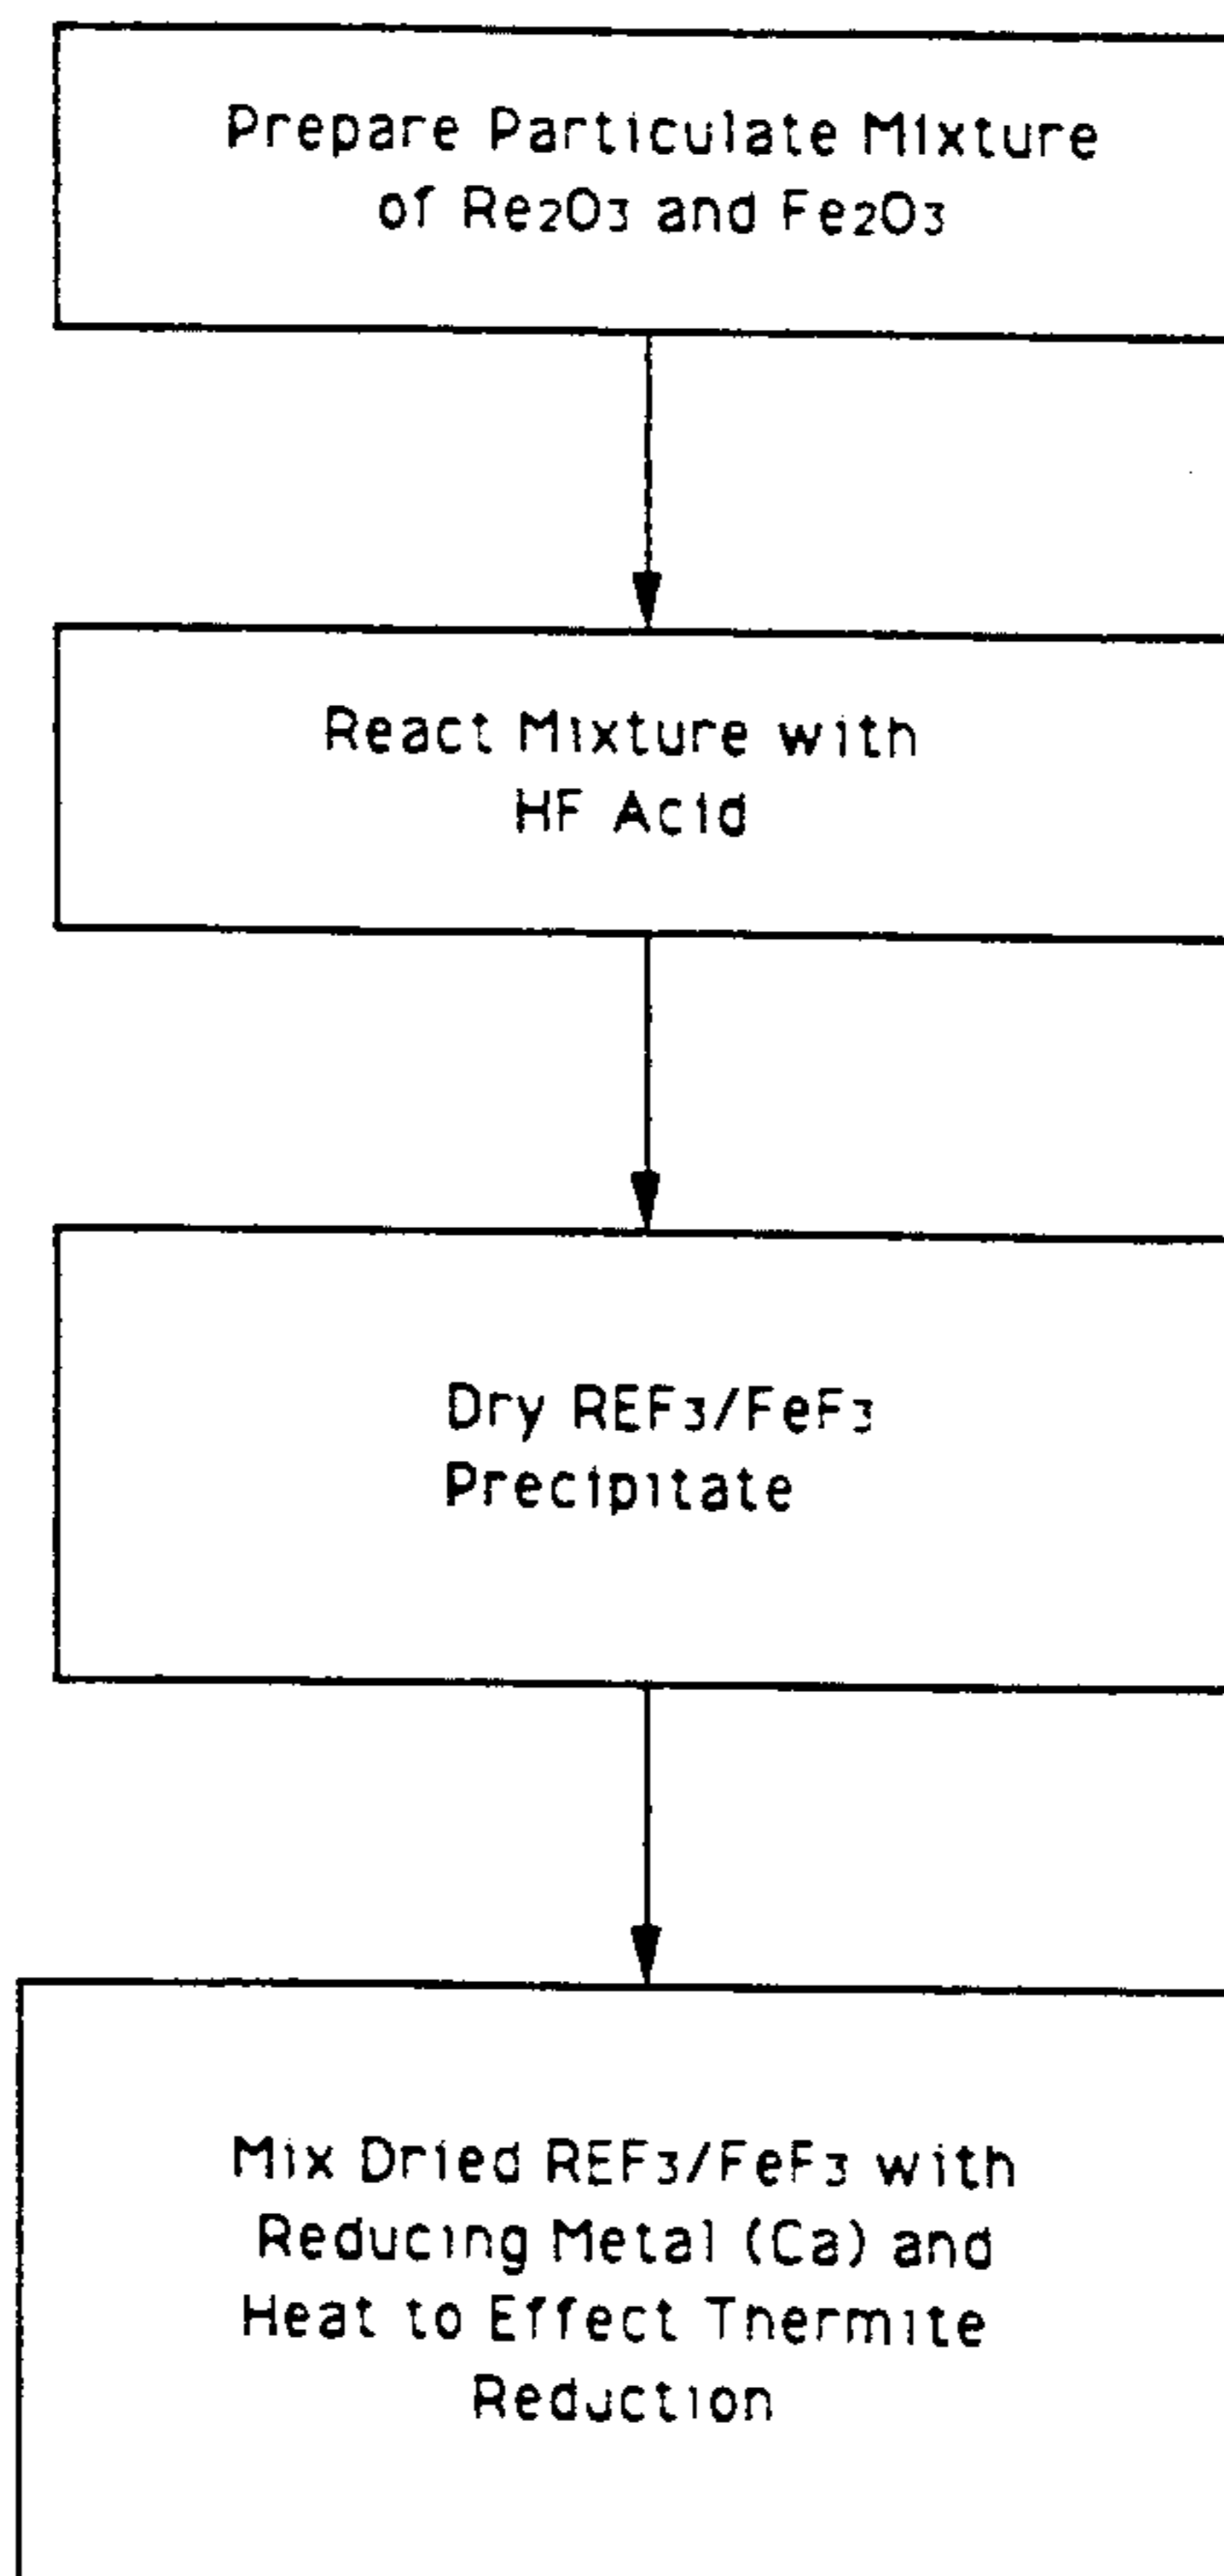 Prepare Particulate Mixture
of Re₂O₃ and Fe₂O₃
React Mixture with
HF Acid
Dry REF₃/FeF₃
Precipitate
Mix Dried REF₃/FeF₃ with
Reducing Metal (Ca) and
Heat to Effect Thermite
Reduction